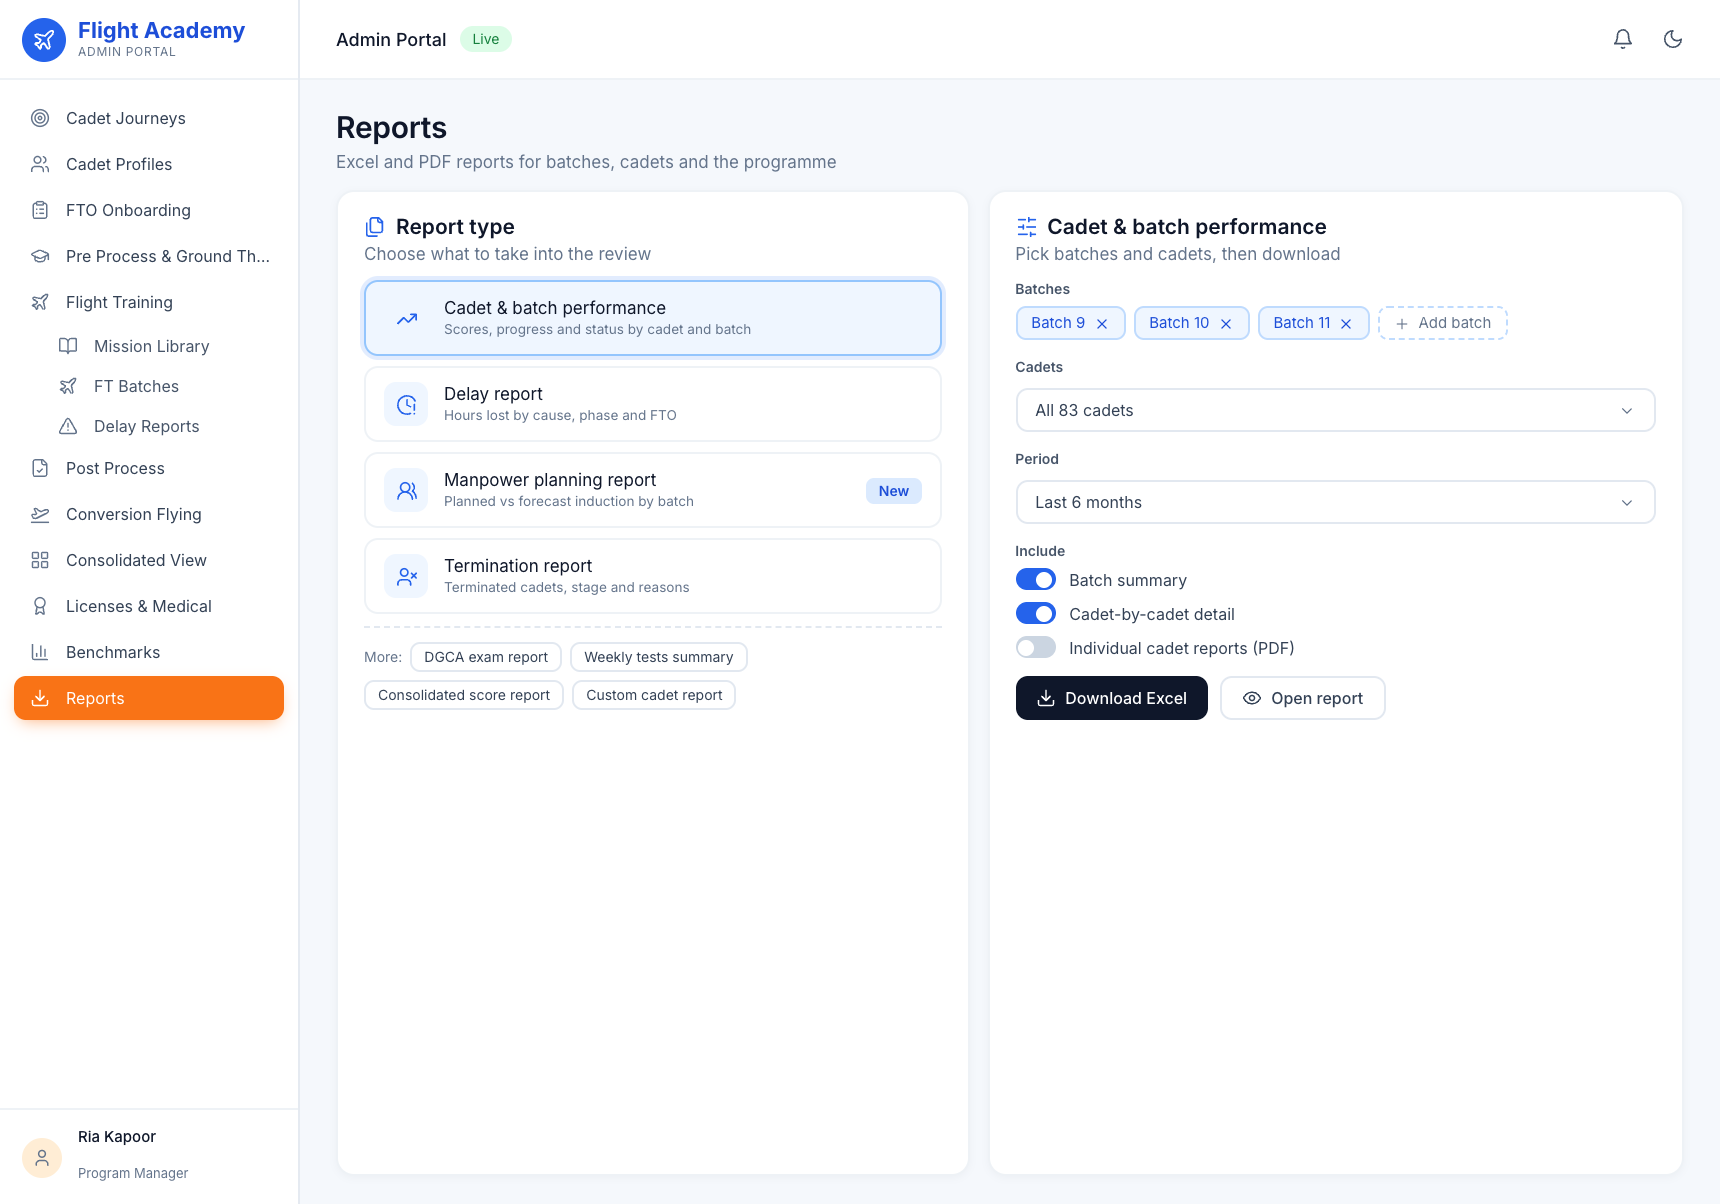 Flight Academy
ADMIN PORTAL
Admin Portal
Live
Cadet Journeys
Cadet Profiles
FTO Onboarding
Pre Process & Ground Th...
Flight Training
Mission Library
FT Batches
Delay Reports
Post Process
Conversion Flying
Consolidated View
Licenses & Medical
Benchmarks
Reports
Ria Kapoor
Program Manager
Reports
Excel and PDF reports for batches, cadets and the programme
Report type
Choose what to take into the review
Cadet & batch performance
Scores, progress and status by cadet and batch
Delay report
Hours lost by cause, phase and FTO
Manpower planning report
Planned vs forecast induction by batch
New
Termination report
Terminated cadets, stage and reasons
More: DGCA exam report Weekly tests summary
Consolidated score report Custom cadet report
Cadet & batch performance
Pick batches and cadets, then download
Batches
Batch 9 Batch 10 Batch 11 Add batch
Cadets
All 83 cadets
Period
Last 6 months
Include
Batch summary
Cadet-by-cadet detail
Individual cadet reports (PDF)
Download Excel Open report